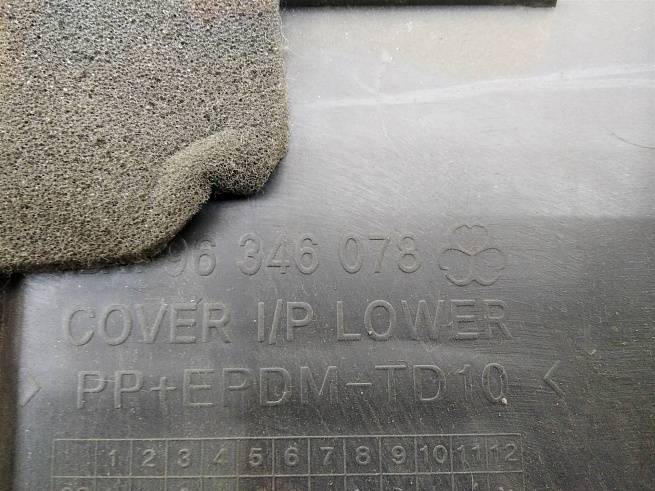 96 346 078
COVER I/P LOWER
> PP+EPDM-TD10 <
1 2 3 4 5 6 7 8 9 10 11 12